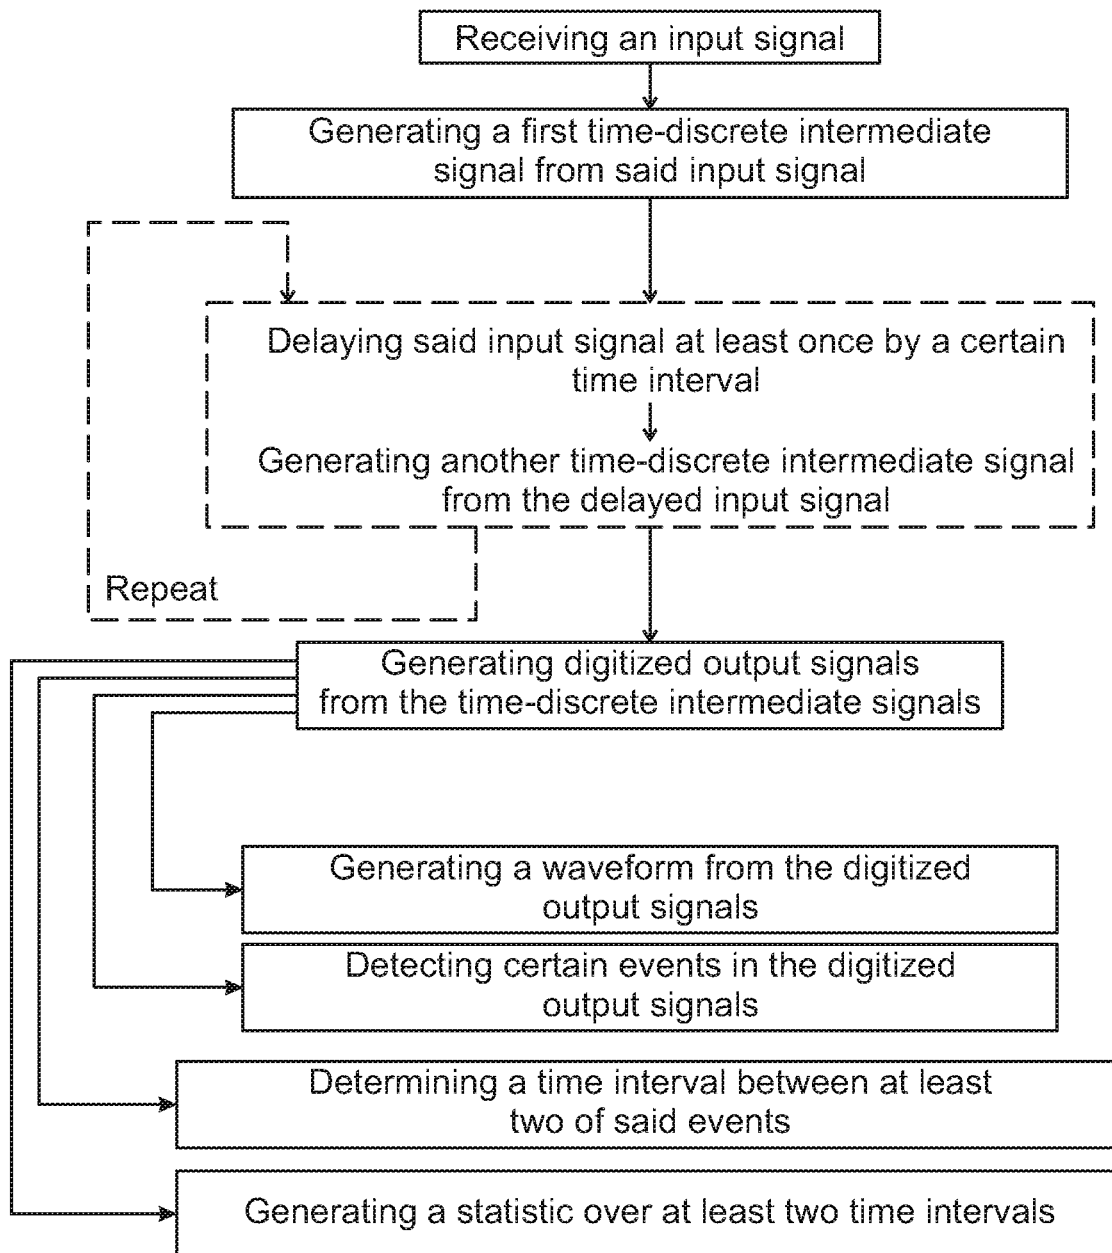 Receiving an input signal
Generating a first time-discrete intermediate
signal from said input signal
Delaying said input signal at least once by a certain
time interval
Generating another time-discrete intermediate signal
from the delayed input signal
Repeat
Generating digitized output signals
from the time-discrete intermediate signals
Generating a waveform from the digitized
output signals
Detecting certain events in the digitized
output signals
Determining a time interval between at least
two of said events
Generating a statistic over at least two time intervals